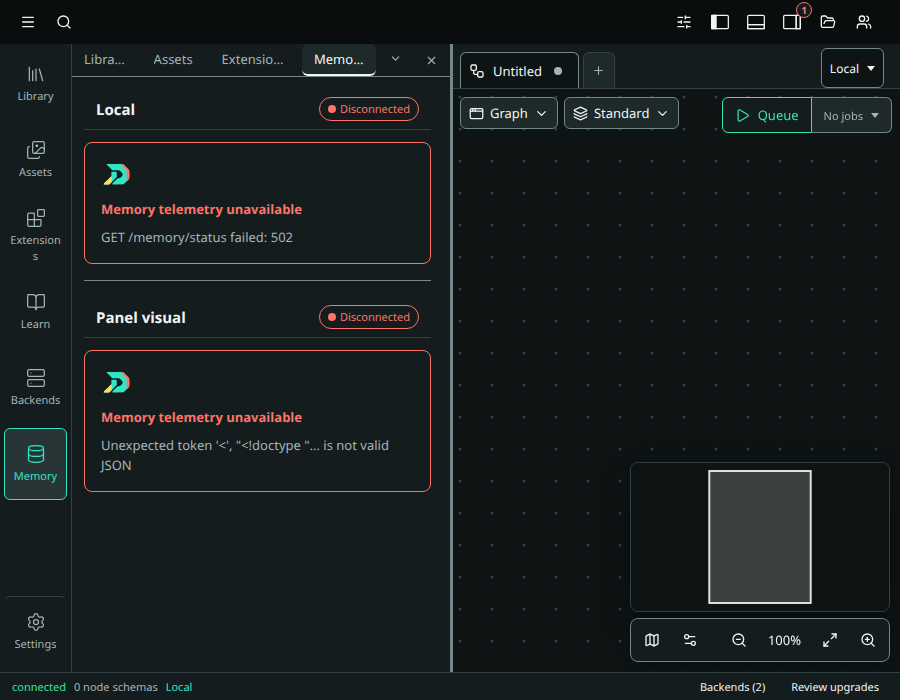 1
Libra...
Assets
Extensio...
Memo...
Untitled
+
Local
Library
Assets
Extension
s
Learn
Backends
Memory
Settings
Local
Disconnected
Memory telemetry unavailable
GET /memory/status failed: 502
Panel visual
Disconnected
Memory telemetry unavailable
Unexpected token '<', "<!doctype "... is not valid
JSON
Graph
Standard
Queue
No jobs
100%
connected
0 node schemas
Local
Backends (2)
Review upgrades